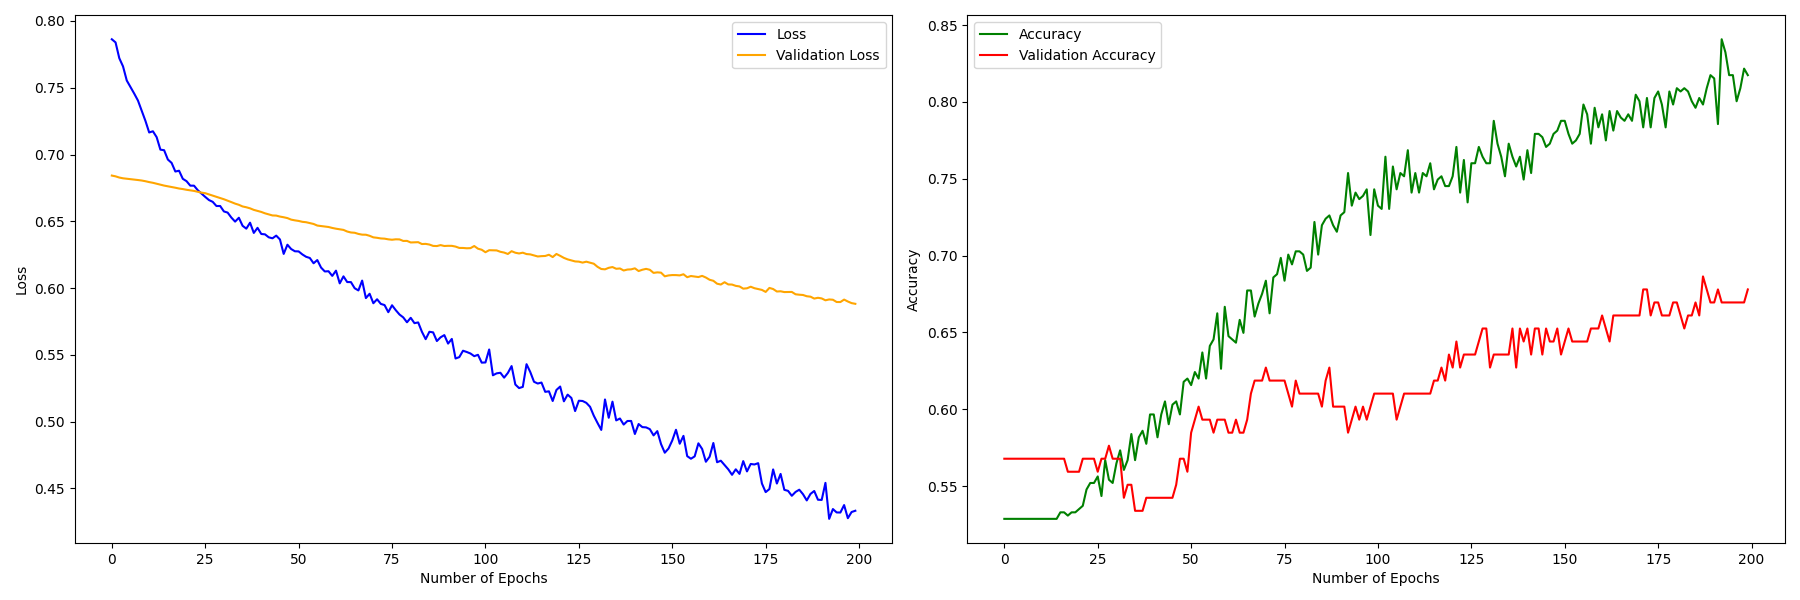 Loss
Validation Loss
0.80
0.75
0.70
0.65
0.60
0.55
0.50
0.45
Loss
0 25 50 75 100 125 150 175 200
Number of Epochs
Accuracy
Validation Accuracy
0.85
0.80
0.75
0.70
0.65
0.60
0.55
Accuracy
0 25 50 75 100 125 150 175 200
Number of Epochs